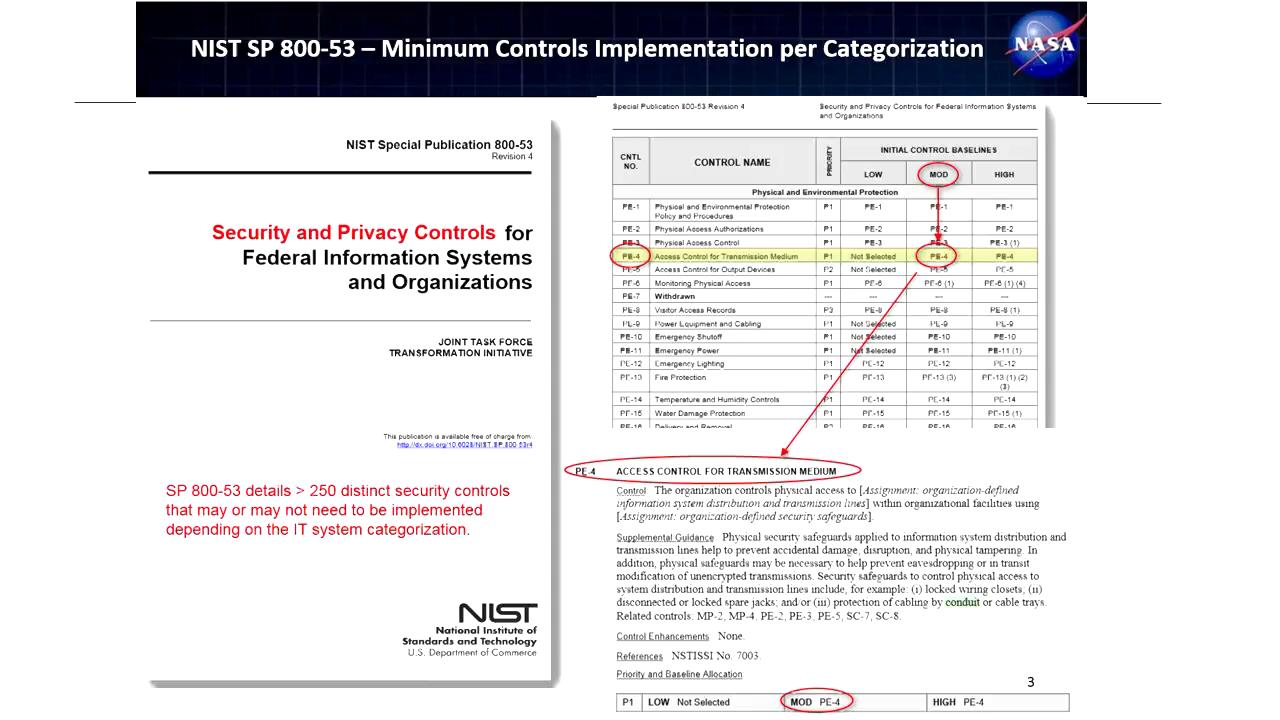 NIST SP 800-53 – Minimum Controls Implementation per Categorization
NASA
NIST Special Publication 800-53
Revision 4
Security and Privacy Controls for
Federal Information Systems
and Organizations
JOINT TASK FORCE
TRANSFORMATION INITIATIVE
This publication is available free of charge from:
http://dx.doi.org/10.6028/NIST.SP.800-53r4
SP 800-53 details > 250 distinct security controls
that may or may not need to be implemented
depending on the IT system categorization.
NIST
National Institute of
Standards and Technology
U.S. Department of Commerce
Special Publication 800-53 Revision 4 Security and Privacy Controls for Federal Information Systems
and Organizations
CNTL NO. CONTROL NAME PRIORITY INITIAL CONTROL BASELINES
LOW MOD HIGH
Physical and Environmental Protection
PE-1 Physical and Environmental Protection P1 PE-1 PE-1 PE-1
Policy and Procedures
PE-2 Physical Access Authorizations P1 PE-2 PE-2 PE-2
PE-3 Physical Access Control P1 PE-3 PE-3 PE-3 (1)
PE-4 Access Control for Transmission Medium P1 Not Selected PE-4 PE-4
PE-5 Access Control for Output Devices P2 Not Selected PE-5 PE-5
PE-6 Monitoring Physical Access P1 PE-6 PE-6 (1) PE-6 (1) (4)
PE-7 Withdrawn --- --- --- ---
PE-8 Visitor Access Records P3 PE-8 PE-8 PE-8 (1)
PE-9 Power Equipment and Cabling P1 Not Selected PE-9 PE-9
PE-10 Emergency Shutoff P1 Not Selected PE-10 PE-10
PE-11 Emergency Power P1 Not Selected PE-11 PE-11 (1)
PE-12 Emergency Lighting P1 PE-12 PE-12 PE-12
PE-13 Fire Protection P1 PE-13 PE-13 (3) PE-13 (1) (2)
(3)
PE-14 Temperature and Humidity Controls P1 PE-14 PE-14 PE-14
PE-15 Water Damage Protection P1 PE-15 PE-15 PE-15 (1)
PE-16 Delivery and Removal P2 PE-16 PE-16 PE-16
PE-4 ACCESS CONTROL FOR TRANSMISSION MEDIUM
Control: The organization controls physical access to [Assignment: organization-defined
information system distribution and transmission lines] within organizational facilities using
[Assignment: organization-defined security safeguards].
Supplemental Guidance: Physical security safeguards applied to information system distribution and
transmission lines help to prevent accidental damage, disruption, and physical tampering. In
addition, physical safeguards may be necessary to help prevent eavesdropping or in transit
modification of unencrypted transmissions. Security safeguards to control physical access to
system distribution and transmission lines include, for example: (i) locked wiring closets; (ii)
disconnected or locked spare jacks; and/or (iii) protection of cabling by conduit or cable trays.
Related controls: MP-2, MP-4, PE-2, PE-3, PE-5, SC-7, SC-8.
Control Enhancements: None.
References: NSTISSI No. 7003.
Priority and Baseline Allocation:
3
P1 LOW Not Selected MOD PE-4 HIGH PE-4